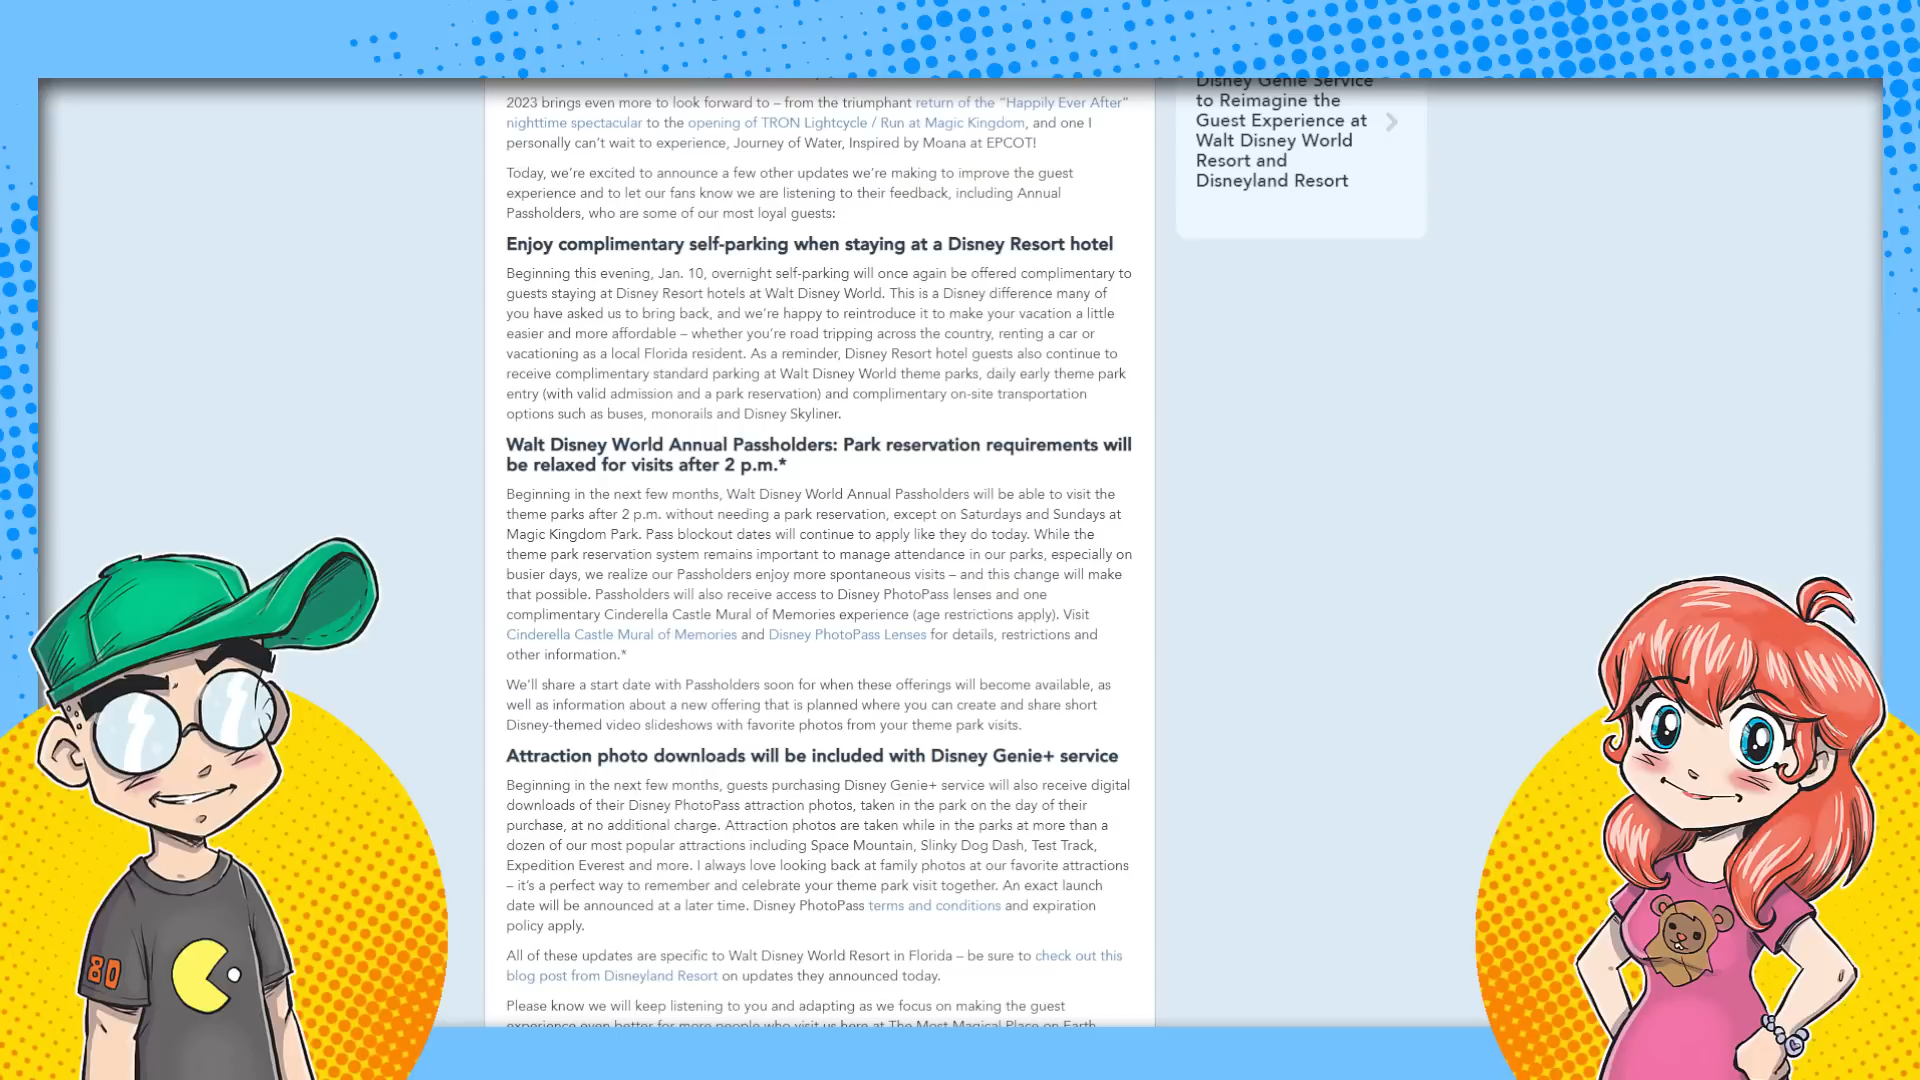 2023 brings even more to look forward to – from the triumphant return of the “Happily Ever After”
nighttime spectacular to the opening of TRON Lightcycle / Run at Magic Kingdom, and one I
personally can’t wait to experience, Journey of Water, Inspired by Moana at EPCOT!
Today, we’re excited to announce a few other updates we’re making to improve the guest
experience and to let our fans know we are listening to their feedback, including Annual
Passholders, who are some of our most loyal guests:
Enjoy complimentary self-parking when staying at a Disney Resort hotel
Beginning this evening, Jan. 10, overnight self-parking will once again be offered complimentary to
guests staying at Disney Resort hotels at Walt Disney World. This is a Disney difference many of
you have asked us to bring back, and we’re happy to reintroduce it to make your vacation a little
easier and more affordable – whether you’re road tripping across the country, renting a car or
vacationing as a local Florida resident. As a reminder, Disney Resort hotel guests also continue to
receive complimentary standard parking at Walt Disney World theme parks, daily early theme park
entry (with valid admission and a park reservation) and complimentary on-site transportation
options such as buses, monorails and Disney Skyliner.
Walt Disney World Annual Passholders: Park reservation requirements will
be relaxed for visits after 2 p.m.*
Beginning in the next few months, Walt Disney World Annual Passholders will be able to visit the
theme parks after 2 p.m. without needing a park reservation, except on Saturdays and Sundays at
Magic Kingdom Park. Pass blockout dates will continue to apply like they do today. While the
theme park reservation system remains important to manage attendance in our parks, especially on
busier days, we realize our Passholders enjoy more spontaneous visits – and this change will make
that possible. Passholders will also receive access to Disney PhotoPass lenses and one
complimentary Cinderella Castle Mural of Memories experience (age restrictions apply). Visit
Cinderella Castle Mural of Memories and Disney PhotoPass Lenses for details, restrictions and
other information.*
We’ll share a start date with Passholders soon for when these offerings will become available, as
well as information about a new offering that is planned where you can create and share short
Disney-themed video slideshows with favorite photos from your theme park visits.
Attraction photo downloads will be included with Disney Genie+ service
Beginning in the next few months, guests purchasing Disney Genie+ service will also receive digital
downloads of their Disney PhotoPass attraction photos, taken in the park on the day of their
purchase, at no additional charge. Attraction photos are taken while in the parks at more than a
dozen of our most popular attractions including Space Mountain, Slinky Dog Dash, Test Track,
Expedition Everest and more. I always love looking back at family photos at our favorite attractions
– it’s a perfect way to remember and celebrate your theme park visit together. An exact launch
date will be announced at a later time. Disney PhotoPass terms and conditions and expiration
policy apply.
All of these updates are specific to Walt Disney World Resort in Florida – be sure to check out this
blog post from Disneyland Resort on updates they announced today.
Please know we will keep listening to you and adapting as we focus on making the guest
experience even better for more people who visit us here at The Most Magical Place on Earth
Disney Genie Service
to Reimagine the
Guest Experience at
Walt Disney World
Resort and
Disneyland Resort
80